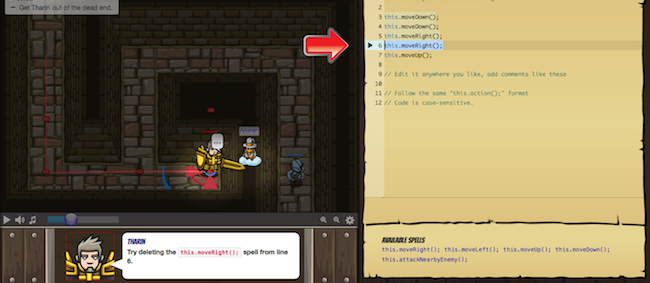 – Get Tharin out of the dead end.
2
3 this.moveDown();
4 this.moveDown();
5 this.moveRight();
6 this.moveRight();
7 this.moveUp();
8
9 // Edit it anywhere you like, add comments like these
10
11 // Follow the same "this.action();" format
12 // Code is case-sensitive.
THARIN
Try deleting the this.moveRight(); spell from line
6.
AVAILABLE SPELLS
this.moveRight(); this.moveLeft(); this.moveUp(); this.moveDown();
this.attackNearbyEnemy();